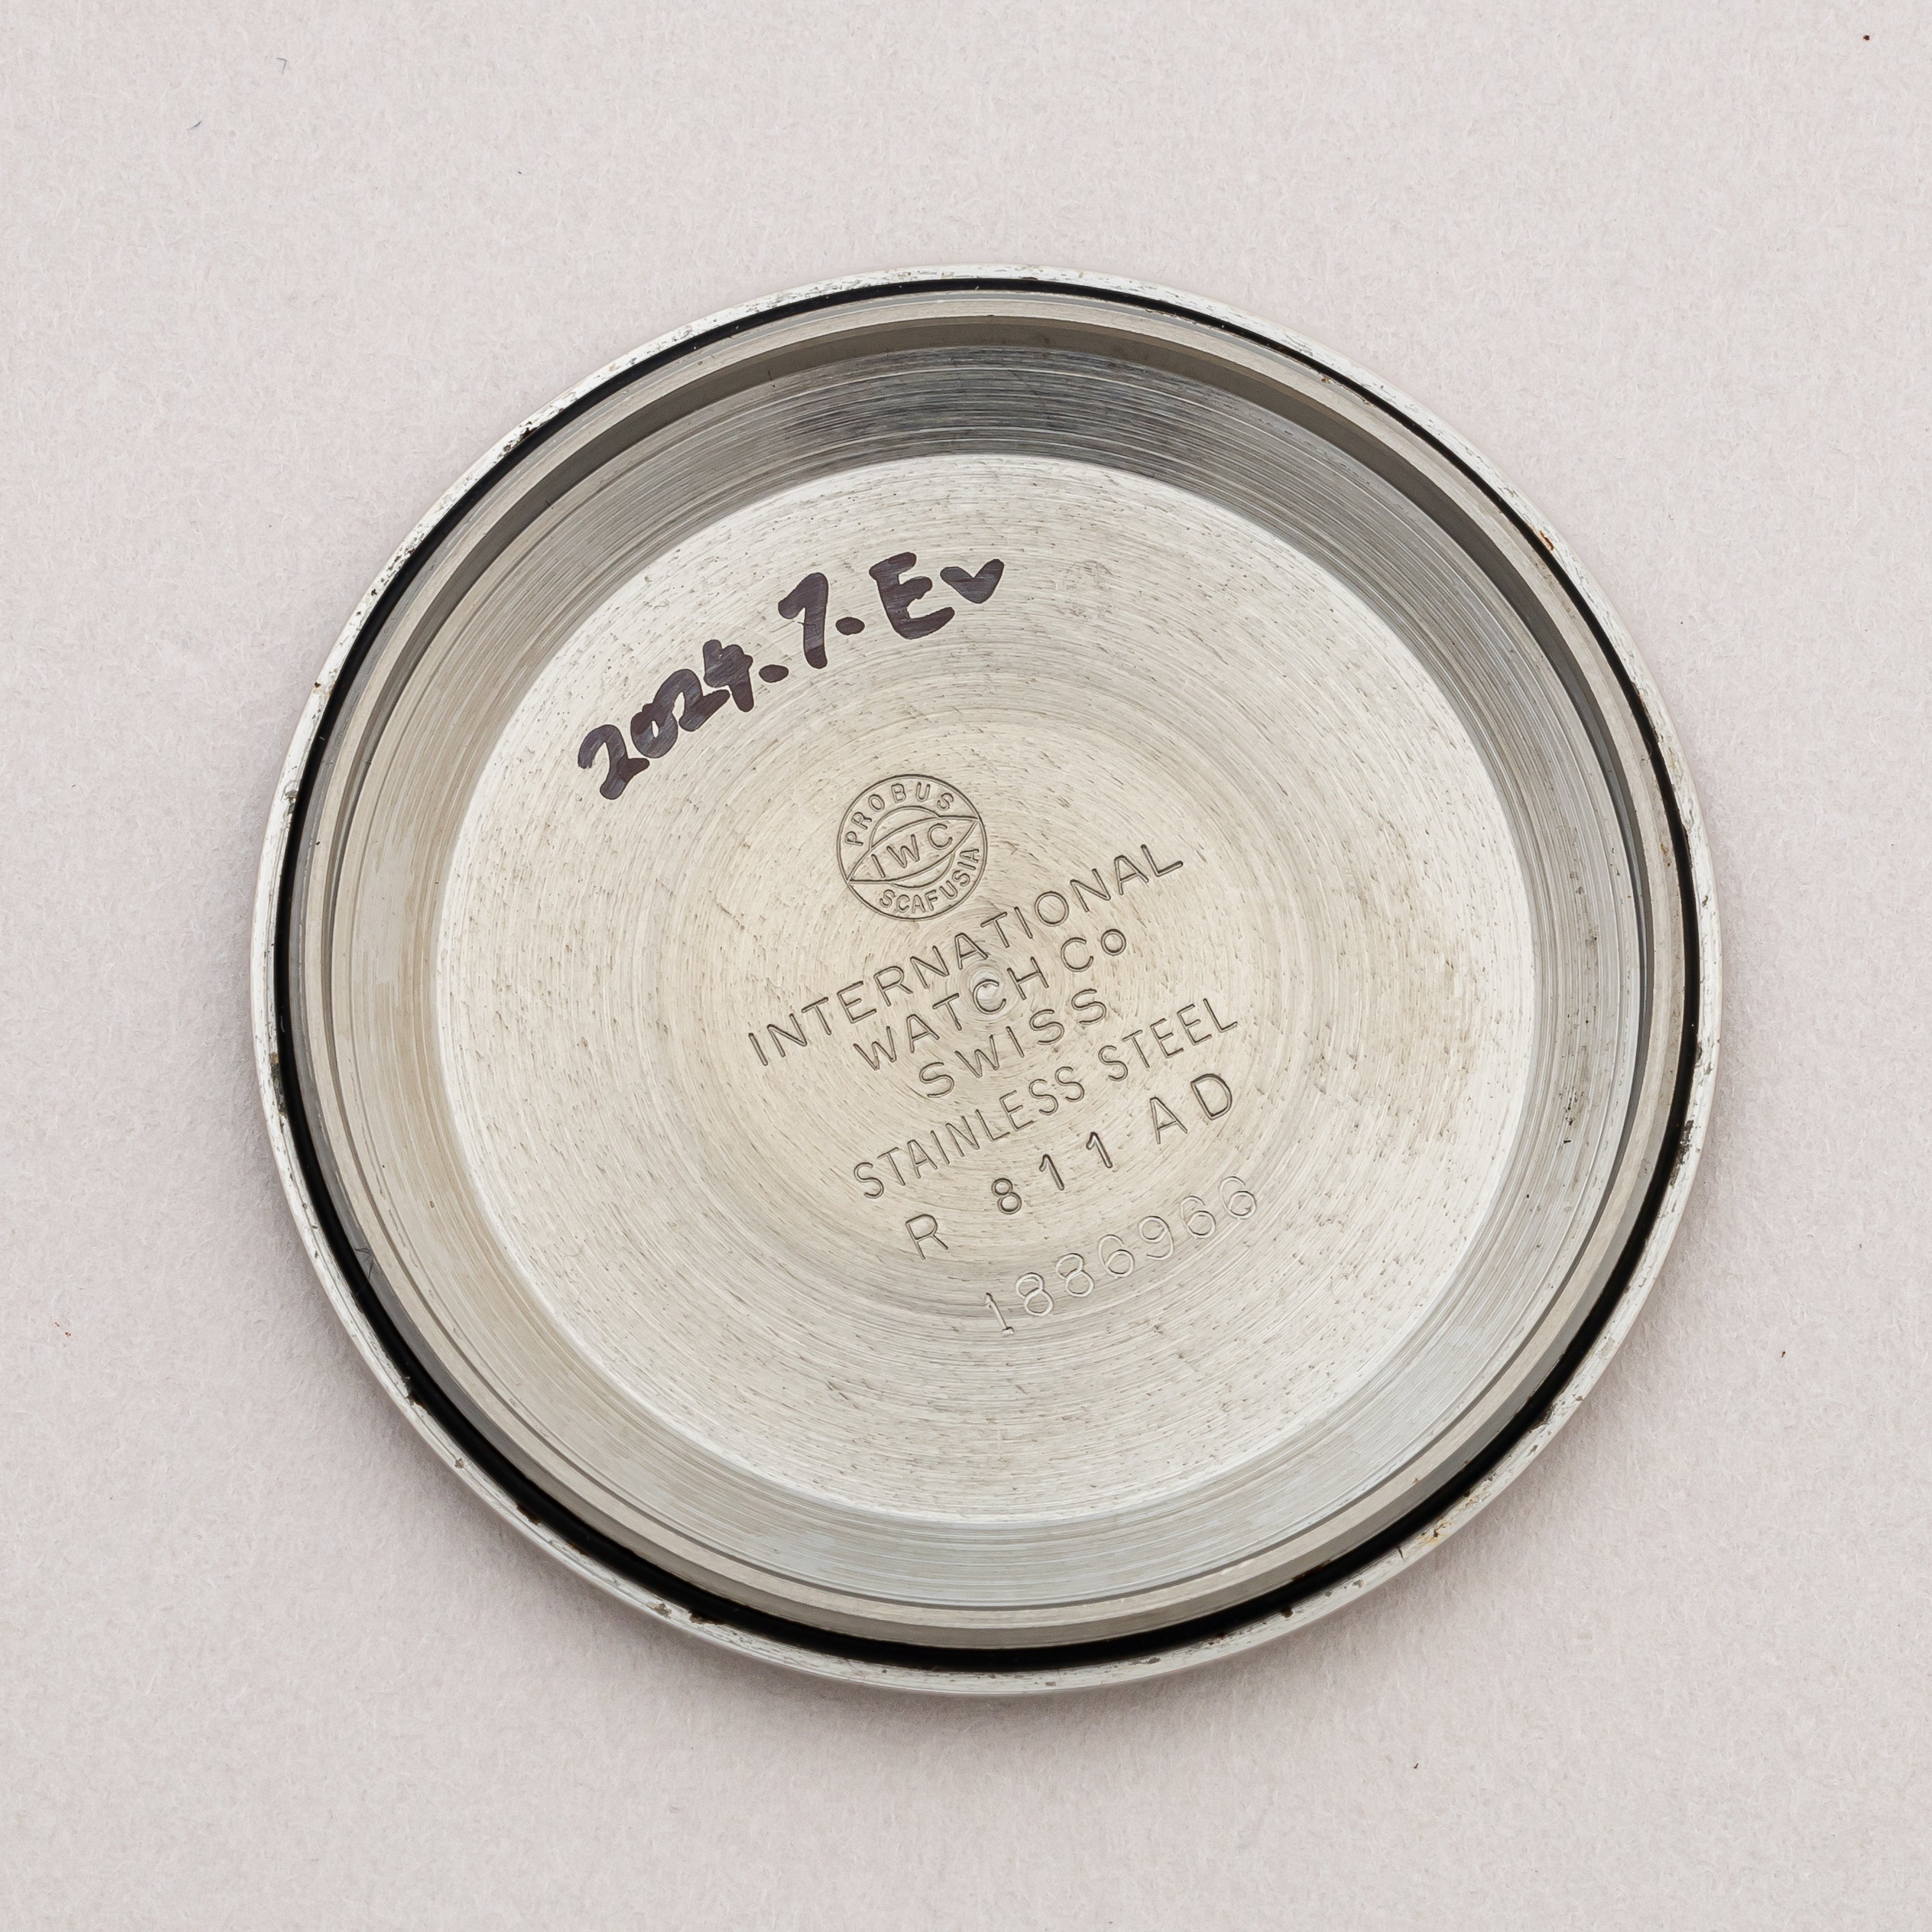 2024.7.Ev
PROBUS
IWC
SCAFUSIA
INTERNATIONAL
WATCH Co
SWISS
STAINLESS STEEL
R 811 AD
1886966